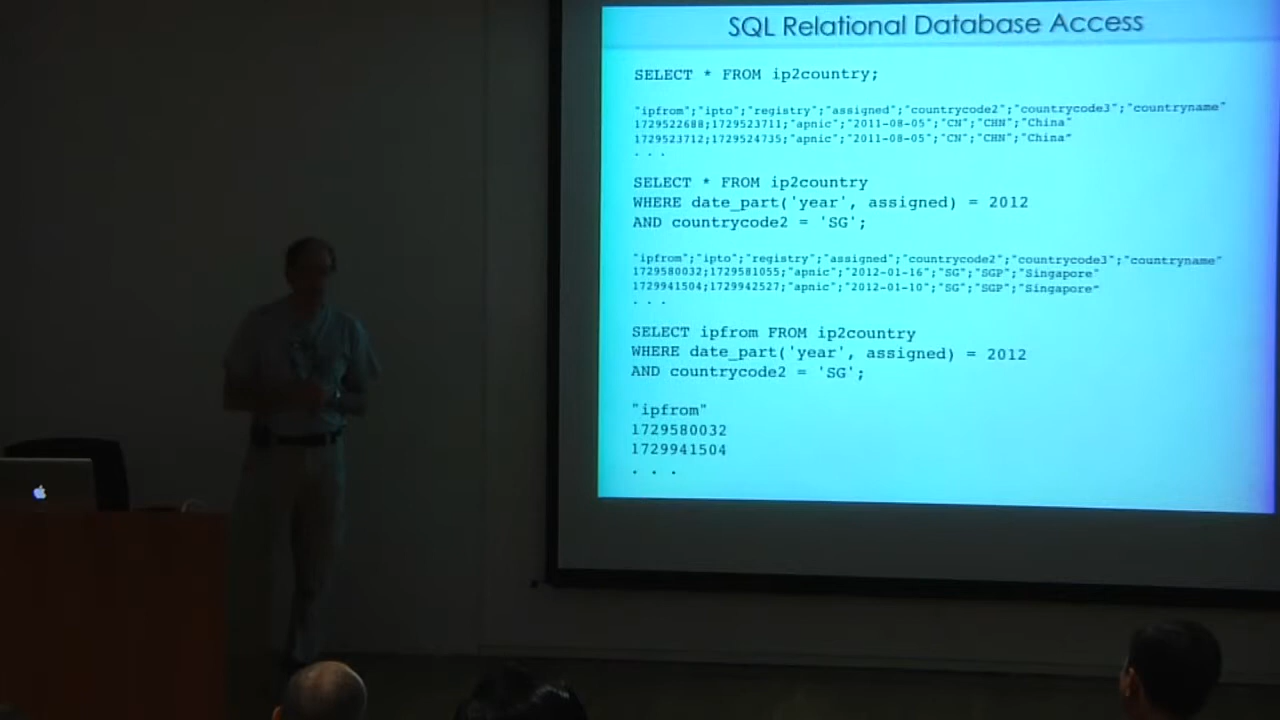 SQL Relational Database Access
SELECT * FROM ip2country;
"ipfrom";"ipto";"registry";"assigned";"countrycode2";"countrycode3";"countryname"
1729522688;1729523711;"apnic";"2011-08-05";"CN";"CHN";"China"
1729523712;1729524735;"apnic";"2011-08-05";"CN";"CHN";"China"
. . .
SELECT * FROM ip2country
WHERE date_part('year', assigned) = 2012
AND countrycode2 = 'SG';
"ipfrom";"ipto";"registry";"assigned";"countrycode2";"countrycode3";"countryname"
1729580032;1729581055;"apnic";"2012-01-16";"SG";"SGP";"Singapore"
1729941504;1729942527;"apnic";"2012-01-10";"SG";"SGP";"Singapore"
. . .
SELECT ipfrom FROM ip2country
WHERE date_part('year', assigned) = 2012
AND countrycode2 = 'SG';
"ipfrom"
1729580032
1729941504
. . .